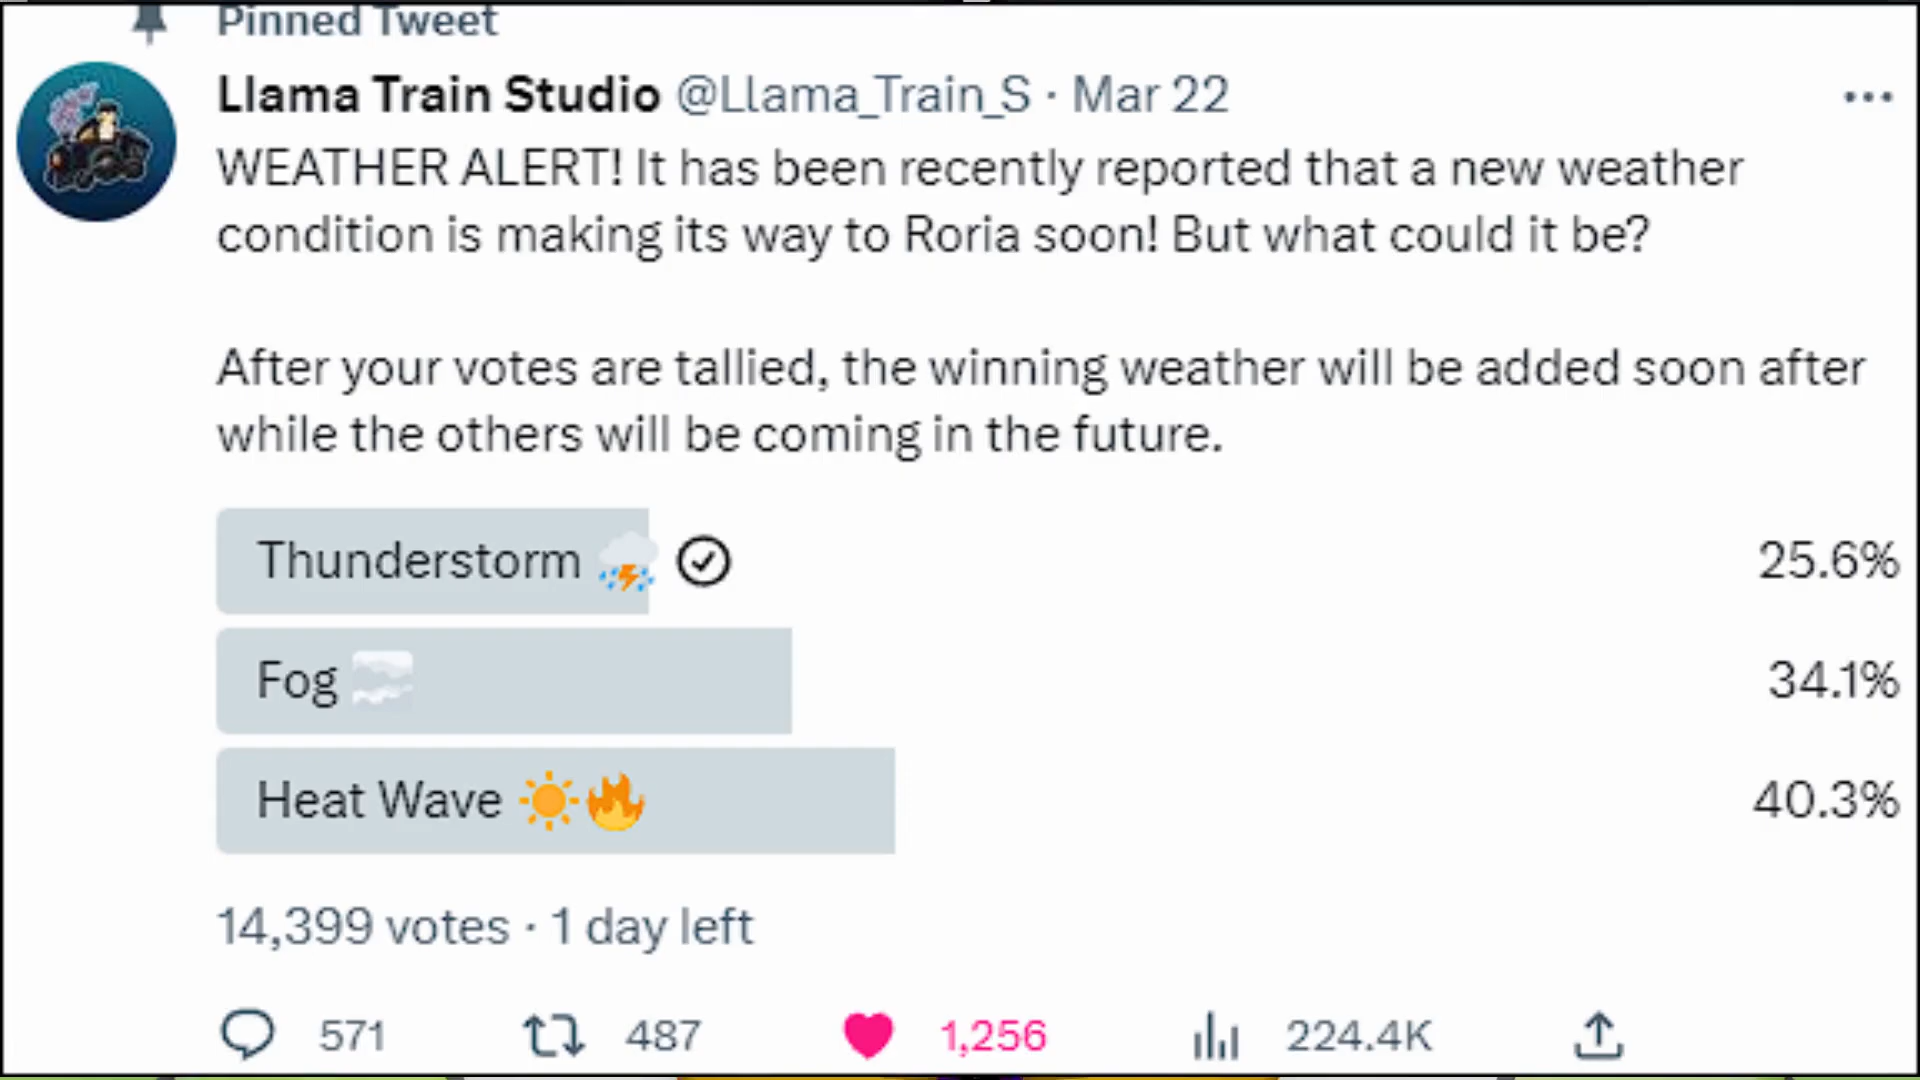 Pinned Tweet
Llama Train Studio @Llama_Train_S · Mar 22
WEATHER ALERT! It has been recently reported that a new weather
condition is making its way to Roria soon! But what could it be?
After your votes are tallied, the winning weather will be added soon after
while the others will be coming in the future.
Thunderstorm ⛈️ 25.6%
Fog 🌫️ 34.1%
Heat Wave ☀️🔥 40.3%
14,399 votes · 1 day left
571 487 1,256 224.4K